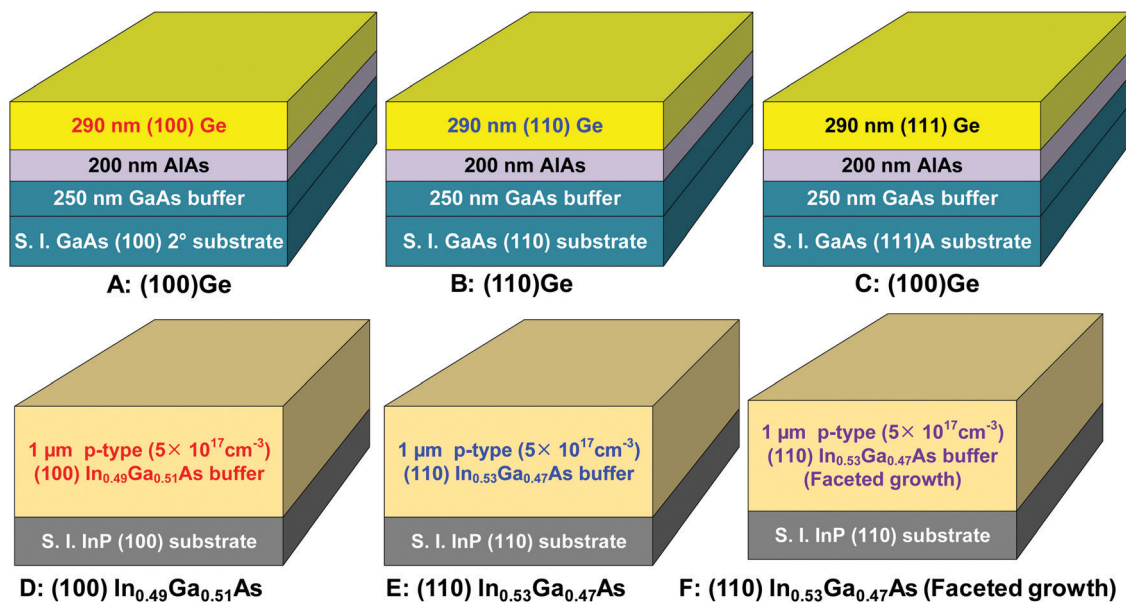 290 nm (100) Ge
200 nm AlAs
250 nm GaAs buffer
S. I. GaAs (100) 2° substrate
A: (100)Ge
290 nm (110) Ge
200 nm AlAs
250 nm GaAs buffer
S. I. GaAs (110) substrate
B: (110)Ge
290 nm (111) Ge
200 nm AlAs
250 nm GaAs buffer
S. I. GaAs (111)A substrate
C: (100)Ge
1 µm p-type (5× 10¹⁷cm⁻³)
(100) In₀.₄₉Ga₀.₅₁As buffer
S. I. InP (100) substrate
D: (100) In₀.₄₉Ga₀.₅₁As
1 µm p-type (5× 10¹⁷cm⁻³)
(110) In₀.₅₃Ga₀.₄₇As buffer
S. I. InP (110) substrate
E: (110) In₀.₅₃Ga₀.₄₇As
1 µm p-type (5× 10¹⁷cm⁻³)
(110) In₀.₅₃Ga₀.₄₇As buffer
(Faceted growth)
S. I. InP (110) substrate
F: (110) In₀.₅₃Ga₀.₄₇As (Faceted growth)